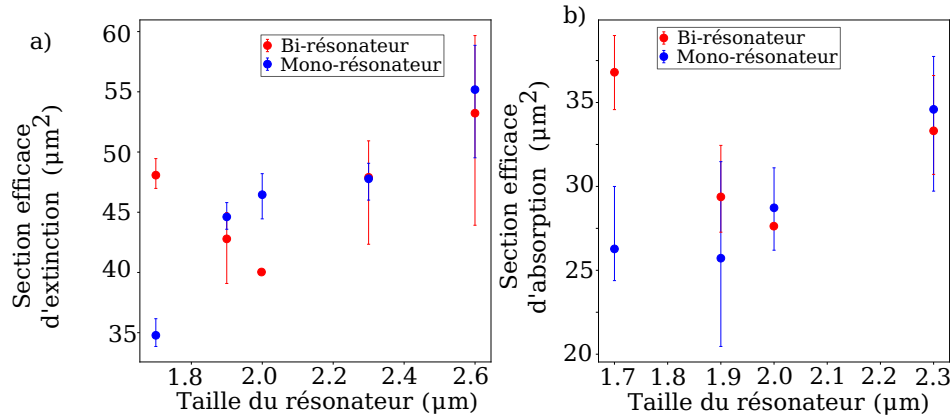 a)
Section efficace
d'extinction (µm²)
60
55
50
45
40
35
Bi-résonateur
Mono-résonateur
1.8 2.0 2.2 2.4 2.6
Taille du résonateur (µm)
b)
Section efficace
d'absorption (µm²)
35
30
25
20
Bi-résonateur
Mono-résonateur
1.7 1.8 1.9 2.0 2.1 2.2 2.3
Taille du résonateur (µm)